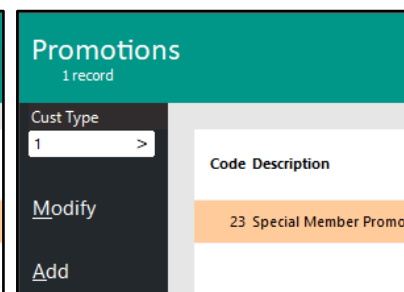 Promotions
1 record
Cust Type
1 >
Code Description
Modify
23 Special Member Promo
Add